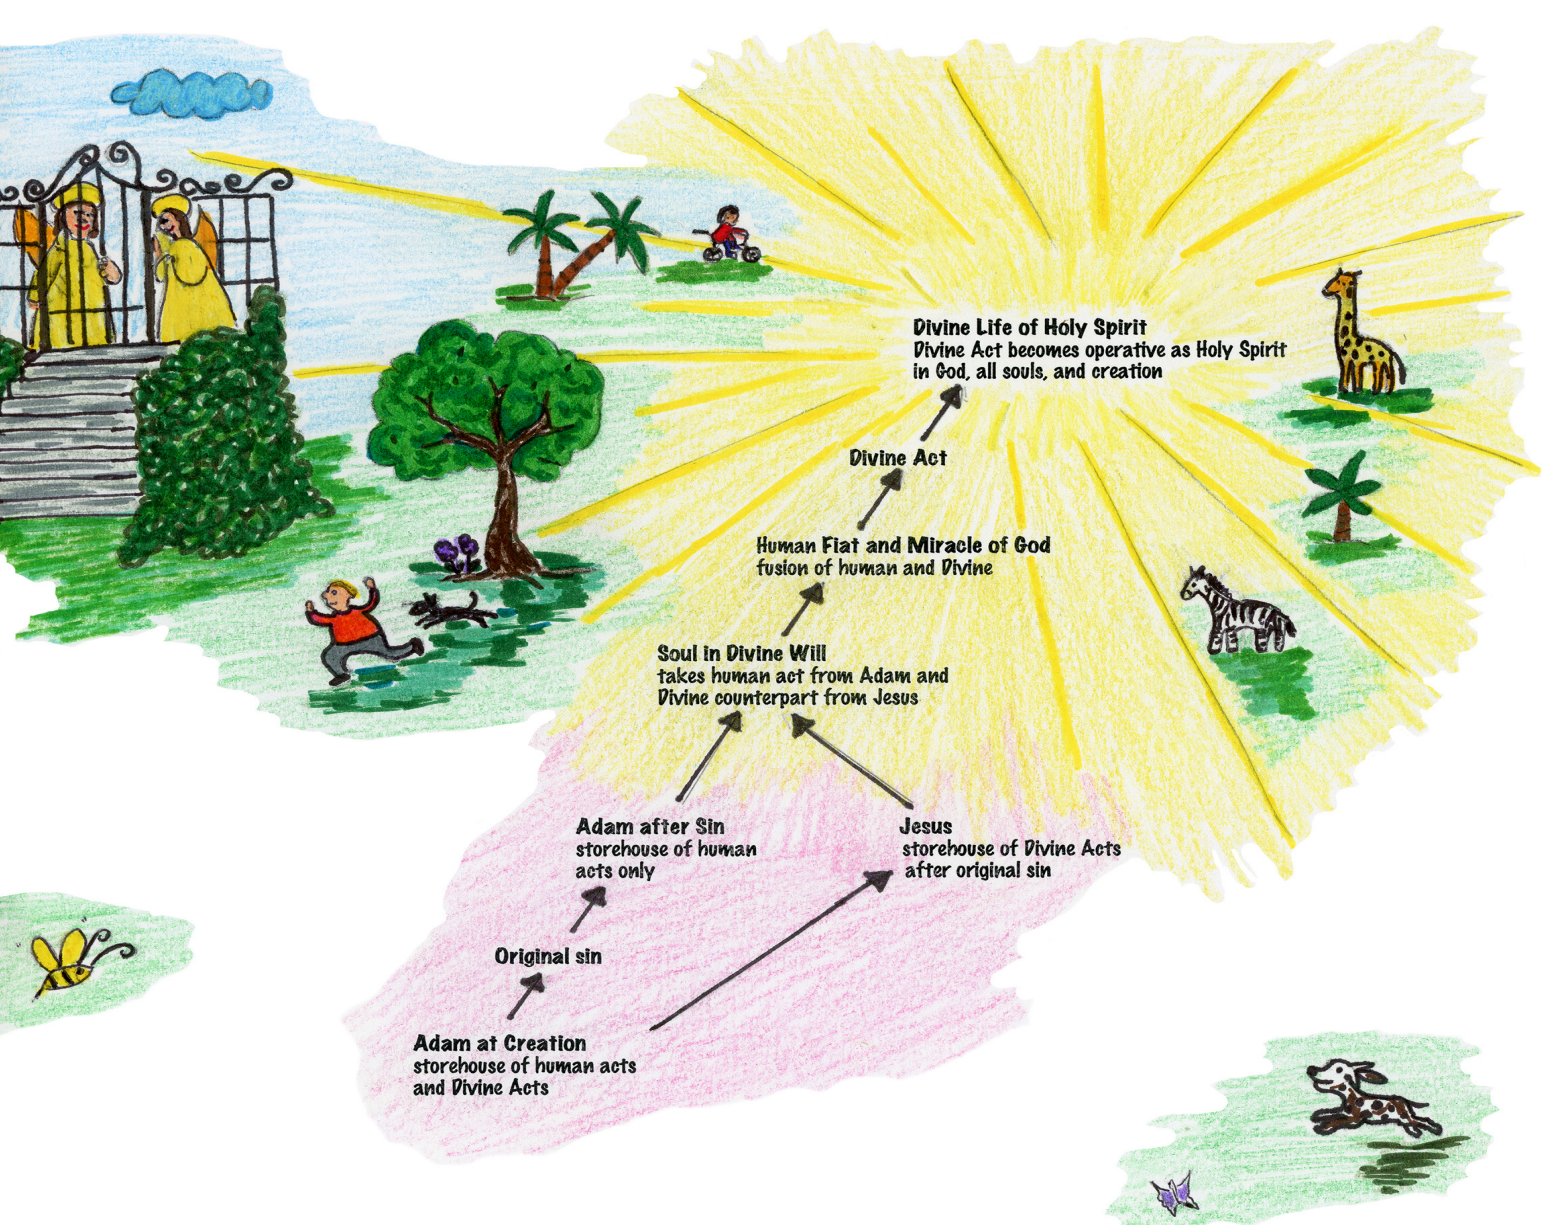 Divine Life of Holy Spirit
Divine Act becomes operative as Holy Spirit
in God, all souls, and creation
Divine Act
Human Fiat and Miracle of God
fusion of human and Divine
Soul in Divine Will
takes human act from Adam and
Divine counterpart from Jesus
Adam after Sin
storehouse of human
acts only
Jesus
storehouse of Divine Acts
after original sin
Original sin
Adam at Creation
storehouse of human acts
and Divine Acts